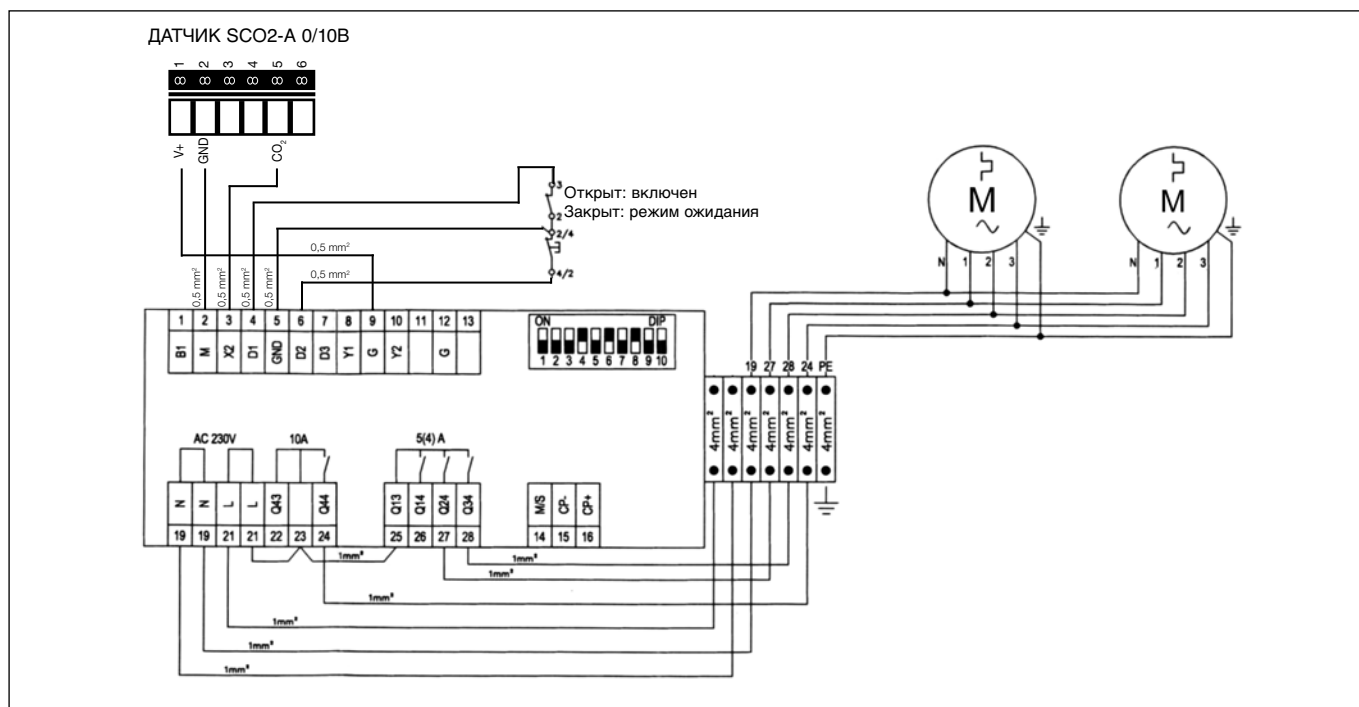 ДАТЧИК SCO2-A 0/10В
1 2 3 4 5 6
V+ GND CO₂
3
Открыт: включен
2
Закрыт: режим ожидания
2/4
4/2
0,5 mm²
0,5 mm²
0,5 mm² 0,5 mm² 0,5 mm² 0,5 mm²
1 2 3 4 5 6 7 8 9 10 11 12 13
B1 M X2 D1 GND D2 D3 Y1 G Y2 G
ON DIP
1 2 3 4 5 6 7 8 9 10
M M
N 1 2 3 N 1 2 3
19 27 28 24 PE
4mm² 4mm² 4mm² 4mm² 4mm² 4mm² 4mm²
AC 230V 10A 5(4) A
N N L L Q43 Q44 Q13 Q14 Q24 Q34 M/S CP- CP+
19 19 21 21 22 23 24 25 26 27 28 14 15 16
1mm²
1mm²
1mm²
1mm²
1mm²
1mm²
1mm²